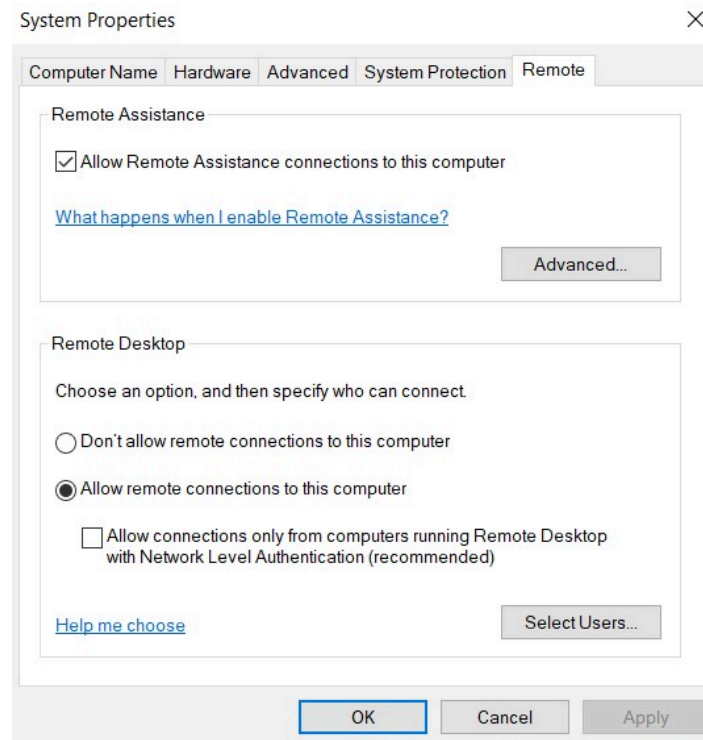 System Properties
Computer Name Hardware Advanced System Protection Remote
Remote Assistance
Allow Remote Assistance connections to this computer
What happens when I enable Remote Assistance?
Advanced...
Remote Desktop
Choose an option, and then specify who can connect.
Don't allow remote connections to this computer
Allow remote connections to this computer
Allow connections only from computers running Remote Desktop
with Network Level Authentication (recommended)
Help me choose
Select Users...
OK Cancel Apply